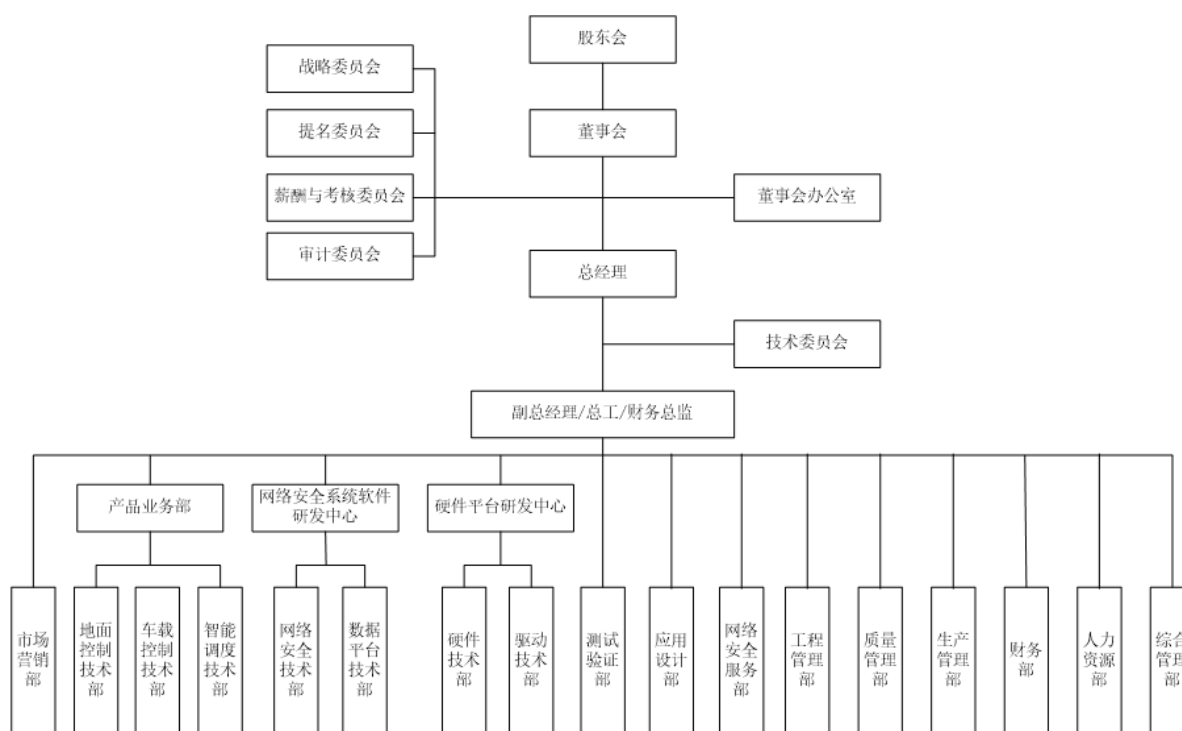 股东会
战略委员会
提名委员会
董事会
薪酬与考核委员会
董事会办公室
审计委员会
总经理
技术委员会
副总经理/总工/财务总监
产品业务部
网络安全系统软件
研发中心
硬件平台研发中心
市场
营销
部
地面
控制
技术
部
车载
控制
技术
部
智能
调度
技术
部
网络
安全
技术
部
数据
平台
技术
部
硬件
技术
部
驱动
技术
部
测试
验证
部
应用
设计
部
网络
安全
服务
部
工程
管理
部
质量
管理
部
生产
管理
部
财务
部
人力
资源
部
综合
管理
部